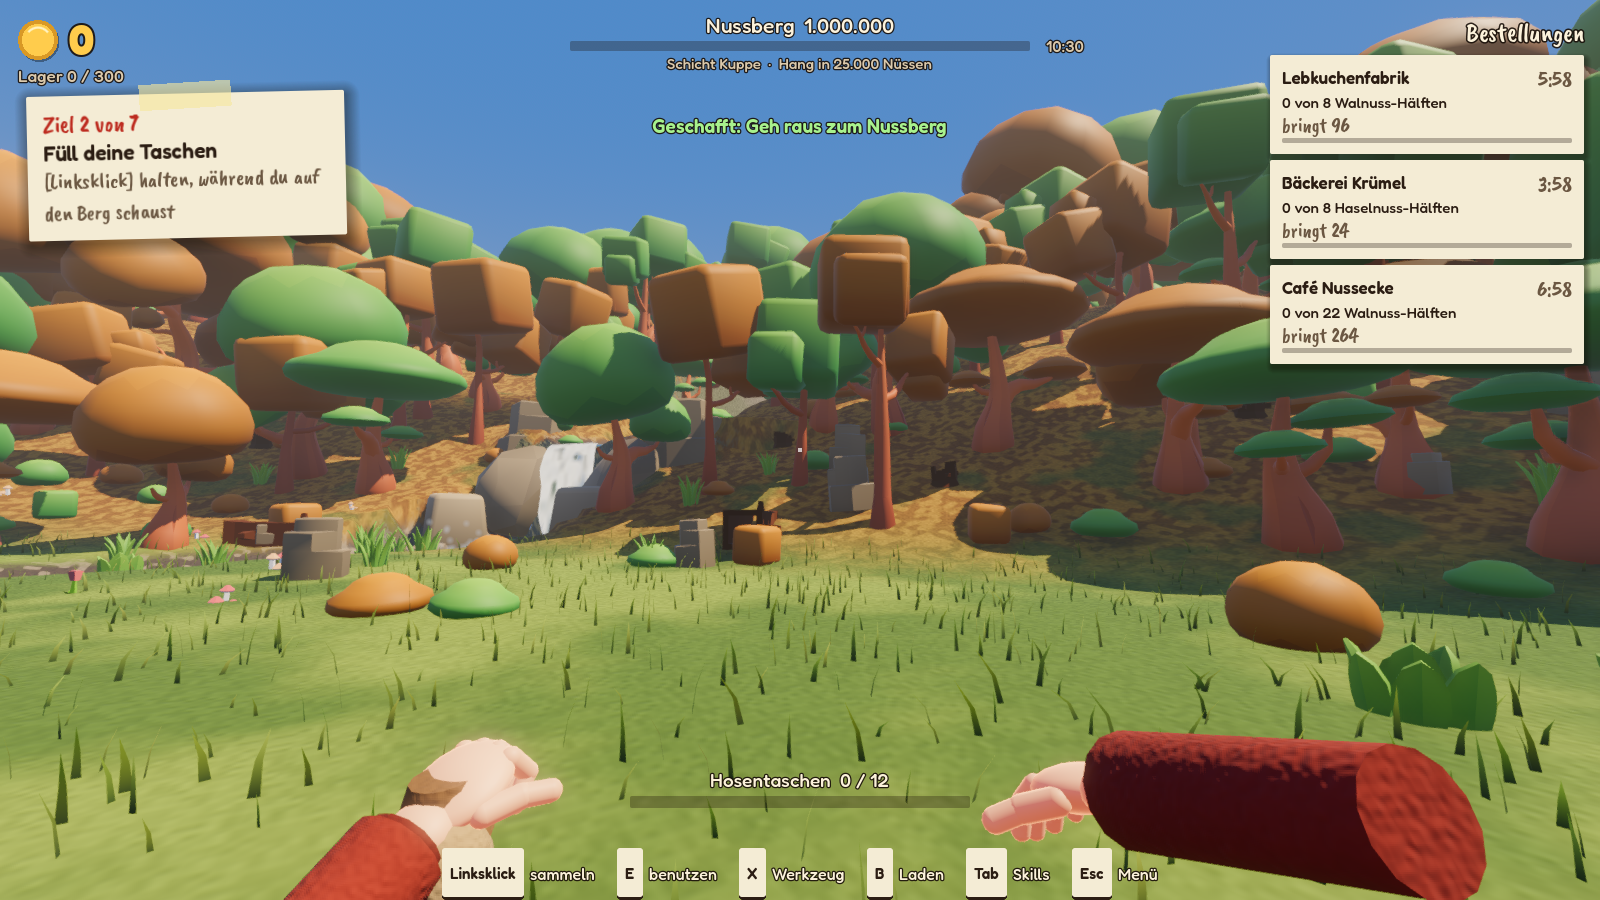 0
Lager 0 / 300
Ziel 2 von 7
Füll deine Taschen
[Linksklick] halten, während du auf
den Berg schaust
Nussberg 1.000.000
10:30
Schicht Kuppe · Hang in 25.000 Nüssen
Geschafft: Geh raus zum Nussberg
Bestellungen
Lebkuchenfabrik 5:58
0 von 8 Walnuss-Hälften
bringt 96
Bäckerei Krümel 3:58
0 von 8 Haselnuss-Hälften
bringt 24
Café Nussecke 6:58
0 von 22 Walnuss-Hälften
bringt 264
Hosentaschen 0 / 12
Linksklick sammeln E benutzen X Werkzeug B Laden Tab Skills Esc Menü